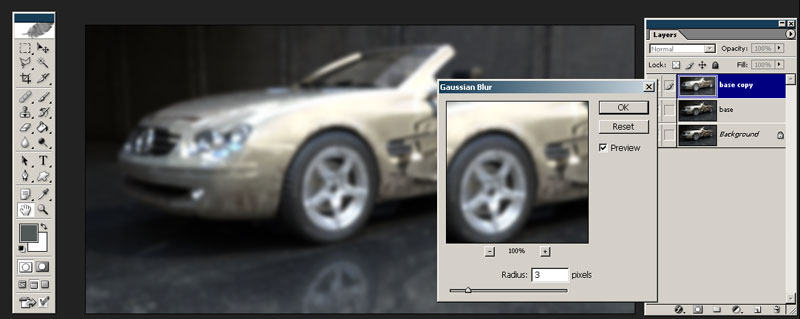 Layers
Normal
Opacity: 100%
Lock:
Fill: 100%
base copy
base
Background
Gaussian Blur
OK
Reset
Preview
100%
Radius: 3 pixels
T